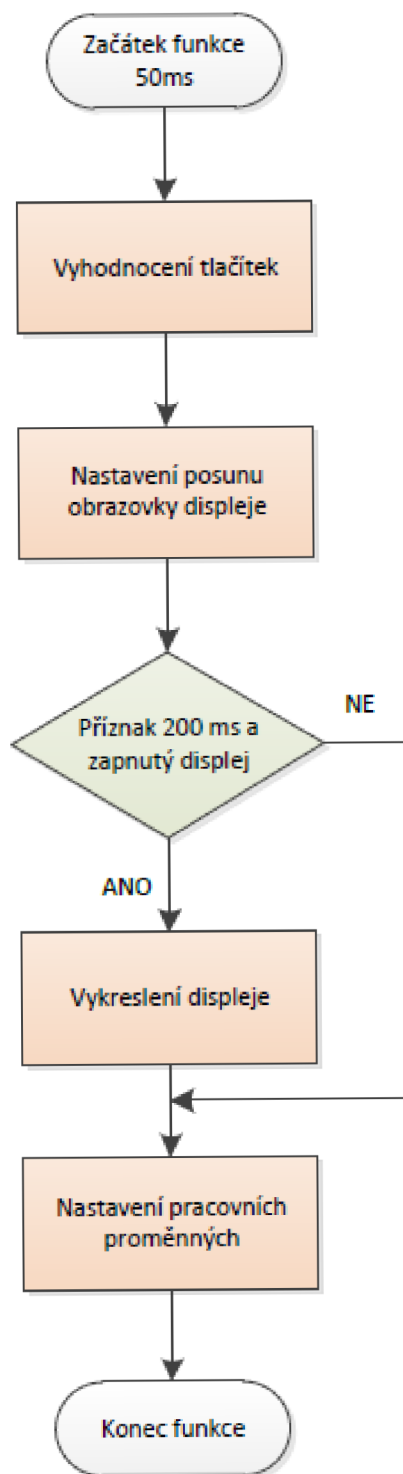 Začátek funkce
50ms
Vyhodnocení tlačítek
Nastavení posunu
obrazovky displeje
Příznak 200 ms a
zapnutý displej
NE
ANO
Vykreslení displeje
Nastavení pracovních
proměnných
Konec funkce